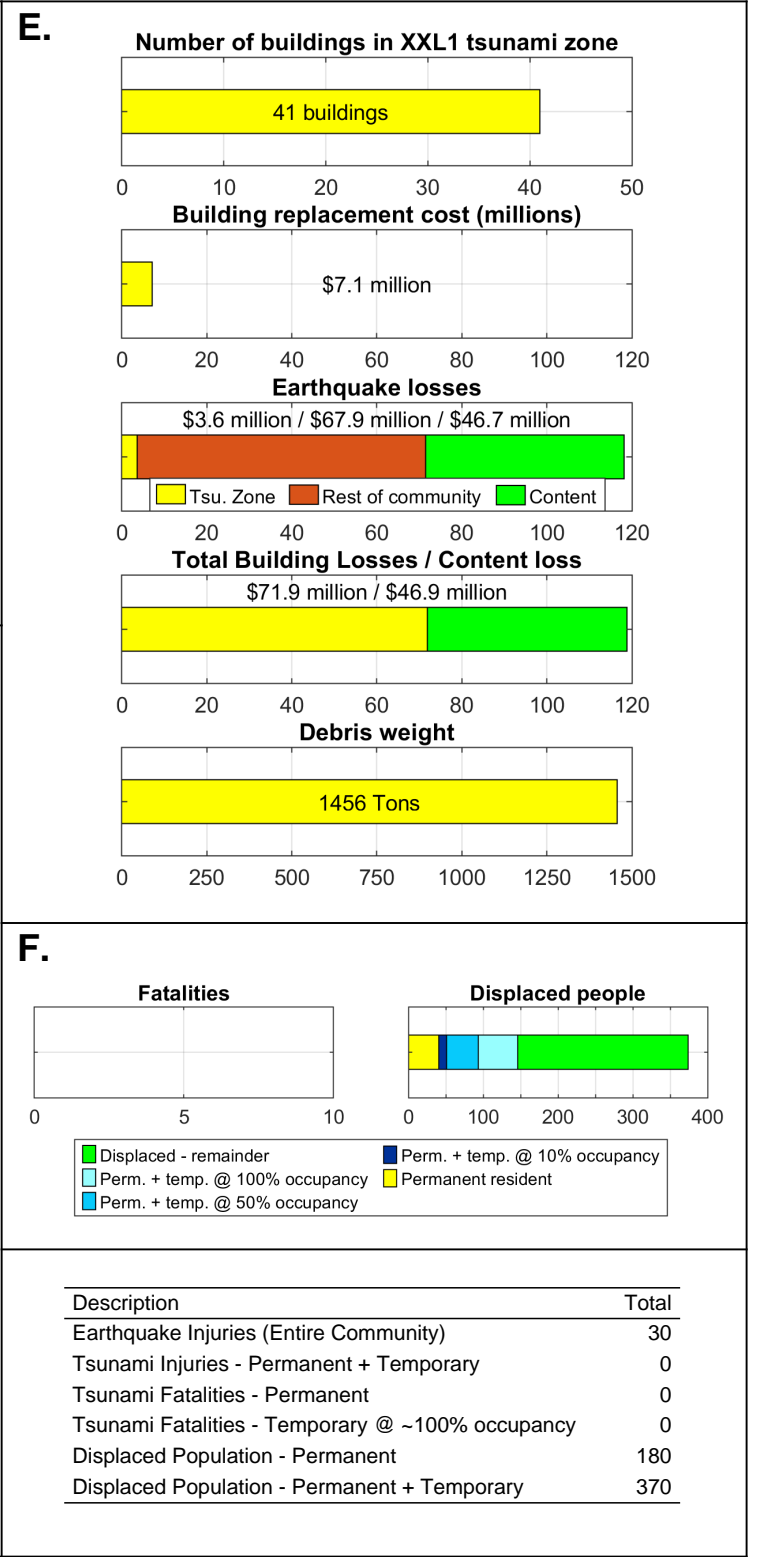 E.
Number of buildings in XXL1 tsunami zone
41 buildings
0 10 20 30 40 50
Building replacement cost (millions)
$7.1 million
0 20 40 60 80 100 120
Earthquake losses
$3.6 million / $67.9 million / $46.7 million
Tsu. Zone Rest of community Content
0 20 40 60 80 100 120
Total Building Losses / Content loss
$71.9 million / $46.9 million
0 20 40 60 80 100 120
Debris weight
1456 Tons
0 250 500 750 1000 1250 1500
F.
Fatalities
0 5 10
Displaced people
0 100 200 300 400
Displaced - remainder
Perm. + temp. @ 100% occupancy
Perm. + temp. @ 50% occupancy
Perm. + temp. @ 10% occupancy
Permanent resident
Description Total
Earthquake Injuries (Entire Community) 30
Tsunami Injuries - Permanent + Temporary 0
Tsunami Fatalities - Permanent 0
Tsunami Fatalities - Temporary @ ~100% occupancy 0
Displaced Population - Permanent 180
Displaced Population - Permanent + Temporary 370